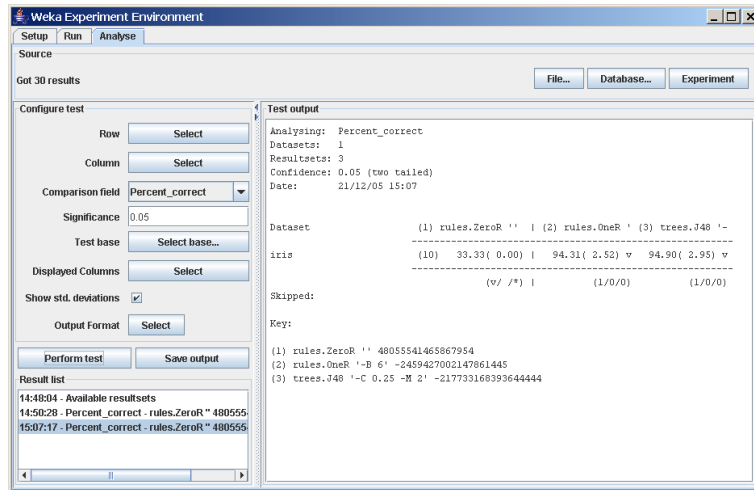 Weka Experiment Environment
Setup Run Analyse
Source
Got 30 results
File... Database... Experiment
Configure test
Row Select
Column Select
Comparison field Percent_correct
Significance 0.05
Test base Select base...
Displayed Columns Select
Show std. deviations
Output Format Select
Perform test Save output
Result list
14:48:04 - Available resultsets
14:50:28 - Percent_correct - rules.ZeroR '' 480555
15:07:17 - Percent_correct - rules.ZeroR '' 480555
Test output
Analysing: Percent_correct
Datasets: 1
Resultsets: 3
Confidence: 0.05 (two tailed)
Date: 21/12/05 15:07
Dataset (1) rules.ZeroR '' | (2) rules.OneR ' (3) trees.J48 '-
--------------------------------------------------------------
iris (10) 33.33( 0.00) | 94.31( 2.52) v 94.90( 2.95) v
--------------------------------------------------------------
(v/ /*) | (1/0/0) (1/0/0)
Skipped:
Key:
(1) rules.ZeroR '' 48055541465867954
(2) rules.OneR '-B 6' -2459427002147861445
(3) trees.J48 '-C 0.25 -M 2' -217733168393644444